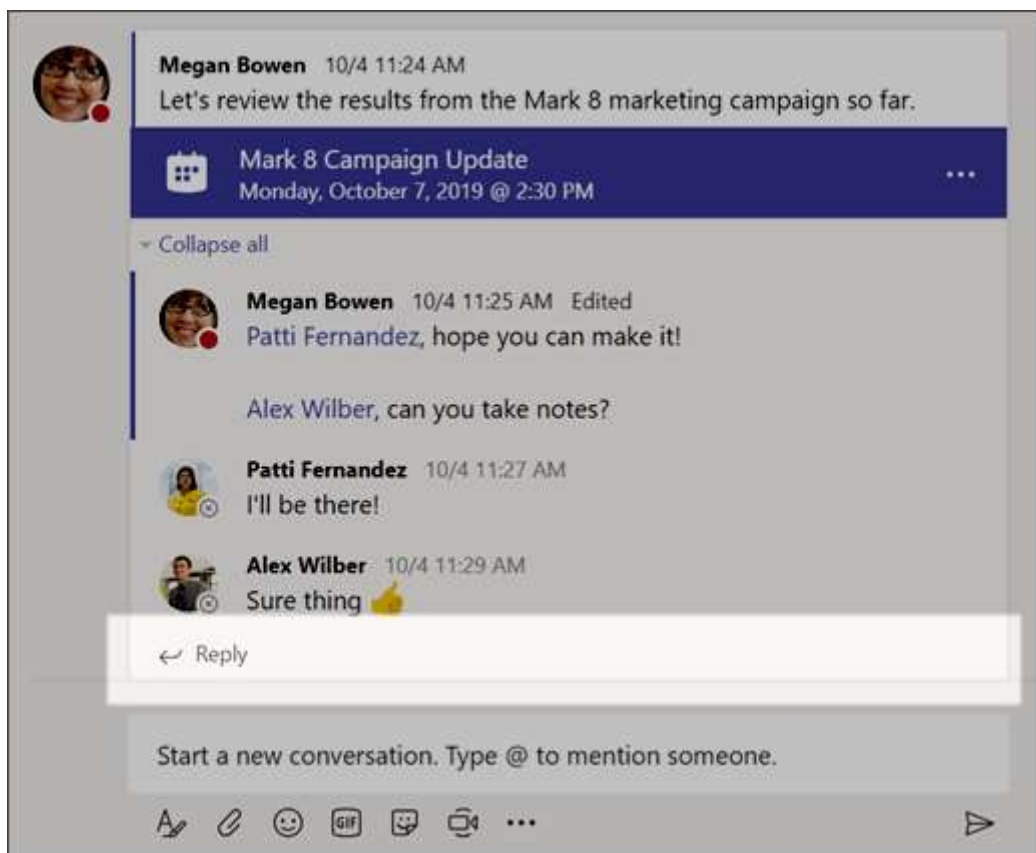 Megan Bowen 10/4 11:24 AM
Let's review the results from the Mark 8 marketing campaign so far.
Mark 8 Campaign Update
Monday, October 7, 2019 @ 2:30 PM
Collapse all
Megan Bowen 10/4 11:25 AM Edited
Patti Fernandez, hope you can make it!
Alex Wilber, can you take notes?
Patti Fernandez 10/4 11:27 AM
I'll be there!
Alex Wilber 10/4 11:29 AM
Sure thing 👍
Reply
Start a new conversation. Type @ to mention someone.
GIF